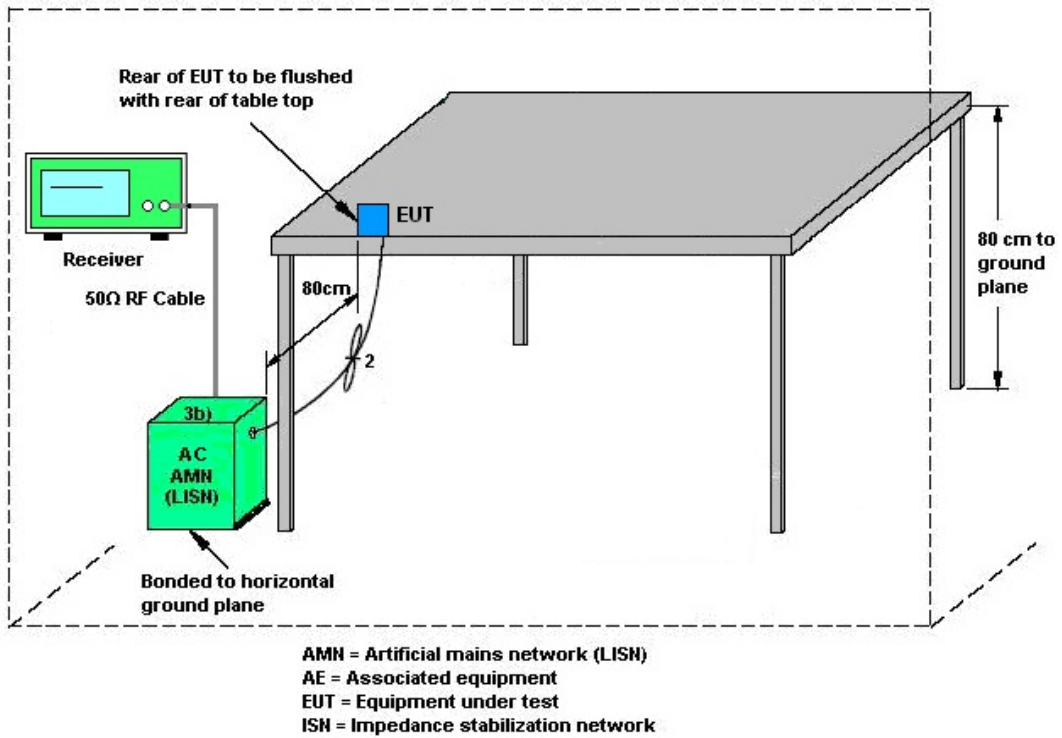 Rear of EUT to be flushed
with rear of table top
EUT
Receiver
50Ω RF Cable
80cm
80 cm to
ground
plane
2
3b)
AC
AMN
(LISN)
Bonded to horizontal
ground plane
AMN = Artificial mains network (LISN)
AE = Associated equipment
EUT = Equipment under test
ISN = Impedance stabilization network